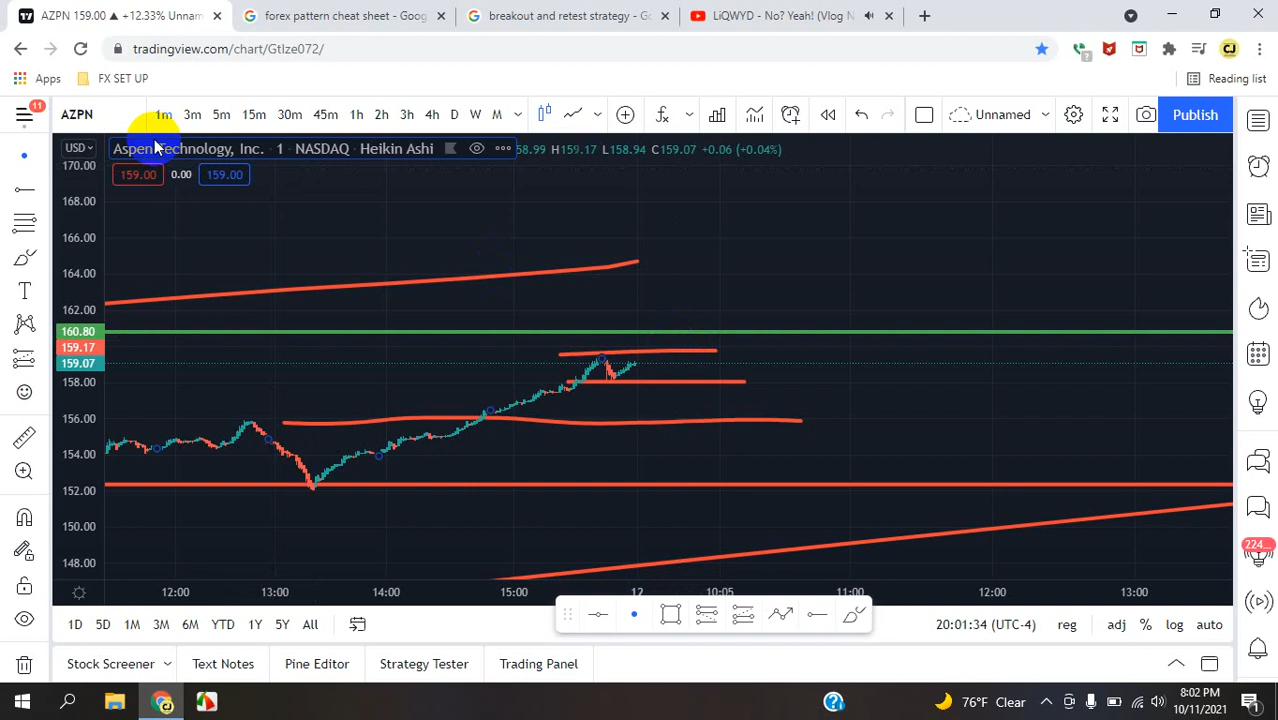 AZPN 159.00 ▲ +12.33% Unnam
forex pattern cheat sheet - Goog
breakout and retest strategy - G
LiQWYD - No? Yeah! (Vlog N
tradingview.com/chart/GtIze072/
Apps
FX SET UP
Reading list
11
AZPN
1m 3m 5m 15m 30m 45m 1h 2h 3h 4h D W M
Unnamed
Publish
USD
Aspen Technology, Inc. · 1 · NASDAQ · Heikin Ashi
58.99 H159.17 L158.94 C159.07 +0.06 (+0.04%)
159.00 0.00 159.00
170.00
168.00
166.00
164.00
162.00
160.80
159.17
159.07
158.00
156.00
154.00
152.00
150.00
148.00
224...
12:00 13:00 14:00 15:00 12 10:05 11:00 12:00 13:00
1D 5D 1M 3M 6M YTD 1Y 5Y All
20:01:34 (UTC-4) reg adj % log auto
Stock Screener Text Notes Pine Editor Strategy Tester Trading Panel
76°F Clear
8:02 PM
10/11/2021
1